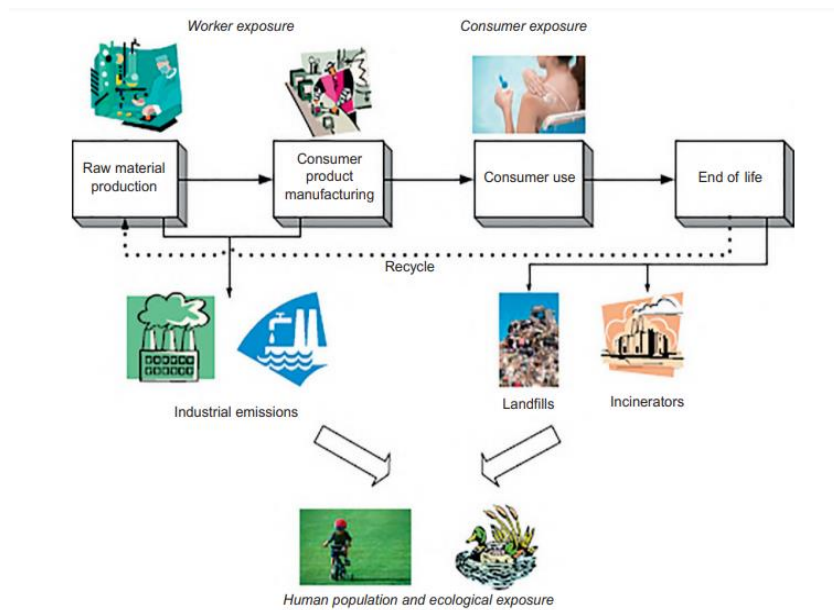 Worker exposure
Consumer exposure
Raw material
production
Consumer
product
manufacturing
Consumer use
End of life
Recycle
Industrial emissions
Landfills
Incinerators
Human population and ecological exposure